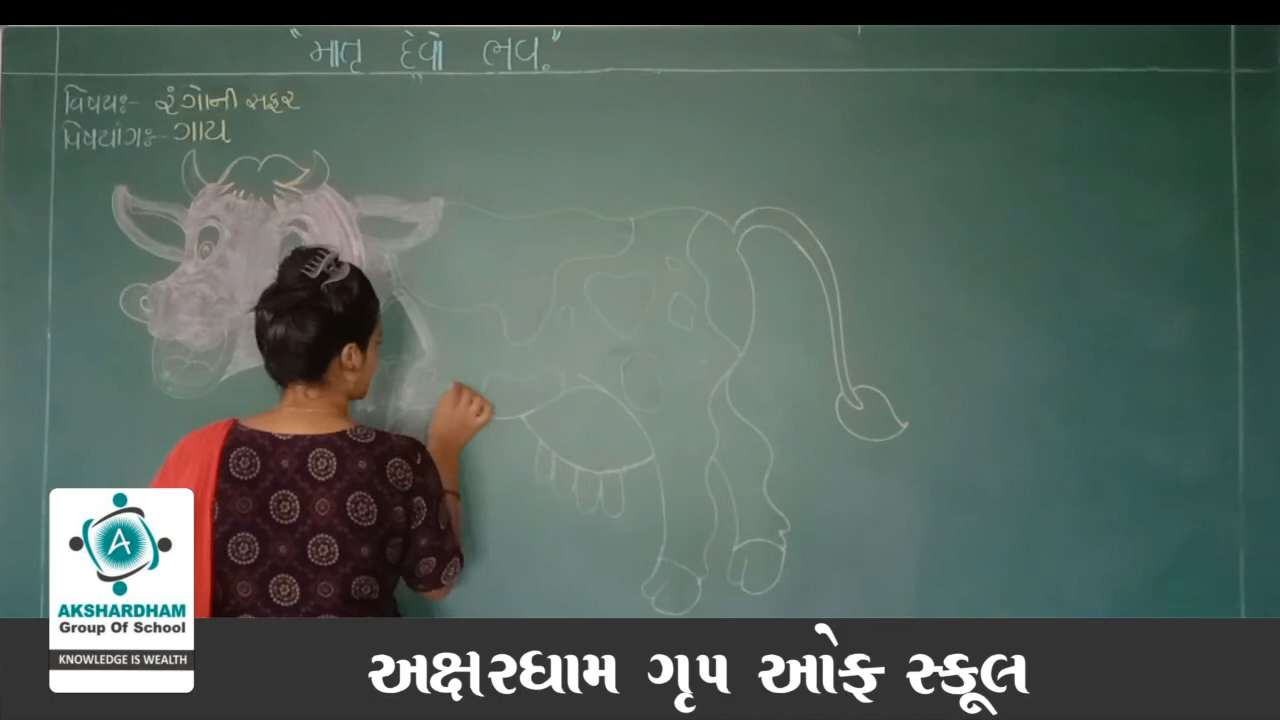 "માતૃ દેવો ભવ."
વિષયઃ- રંગોની સફર
વિષયાંગઃ- ગાય
A
AKSHARDHAM
Group Of School
KNOWLEDGE IS WEALTH
અક્ષરધામ ગૃપ ઓફ સ્કૂલ